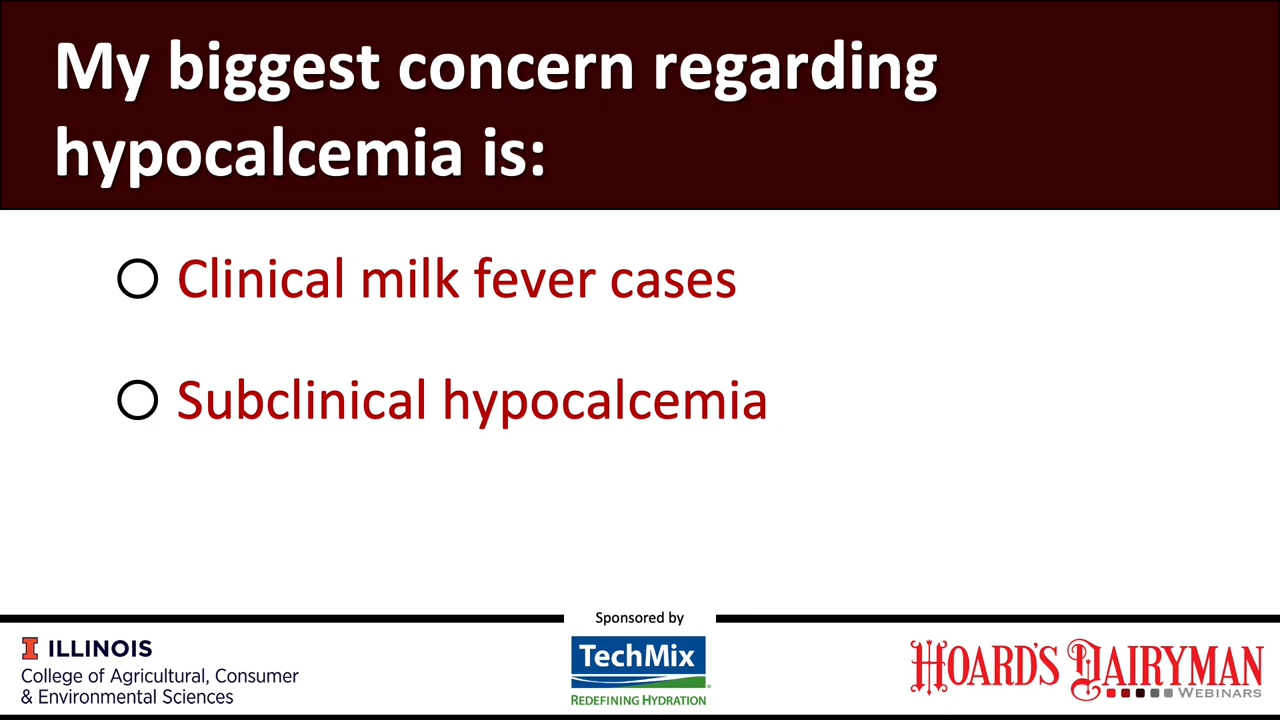 My biggest concern regarding
hypocalcemia is:
Clinical milk fever cases
Subclinical hypocalcemia
Sponsored by
I ILLINOIS
College of Agricultural, Consumer
& Environmental Sciences
TechMix
REDEFINING HYDRATION
HOARD'S DAIRYMAN
WEBINARS